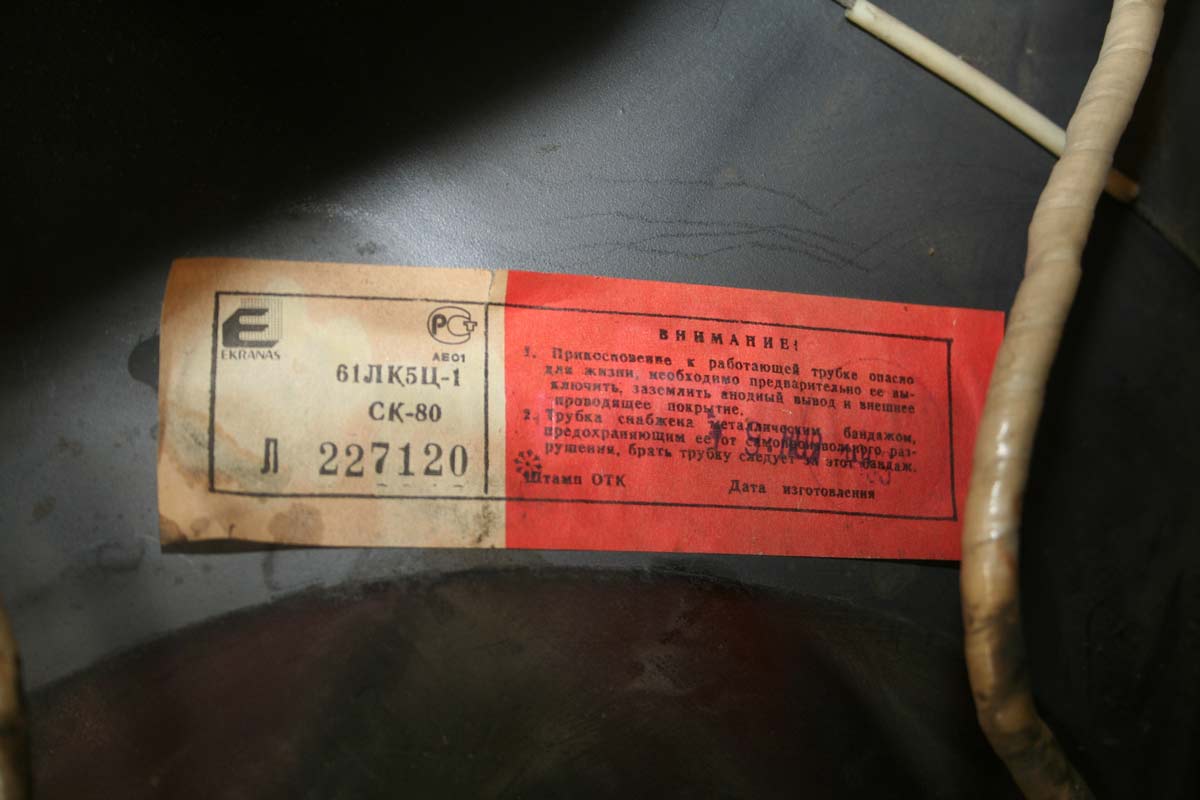 EKRANAS
РСТ
АЕ01
61ЛК5Ц-1
СК-80
Л 227120
ВНИМАНИЕ!
1. Прикосновение к работающей трубке опасно
для жизни, необходимо предварительно ее вы-
ключить, заземлить анодный вывод и внешнее
проводящее покрытие.
2. Трубка снабжена металлическим бандажом,
предохраняющим ее от самопроизвольного раз-
рушения, брать трубку следует за этот бандаж.
Штамп ОТК
Дата изготовления